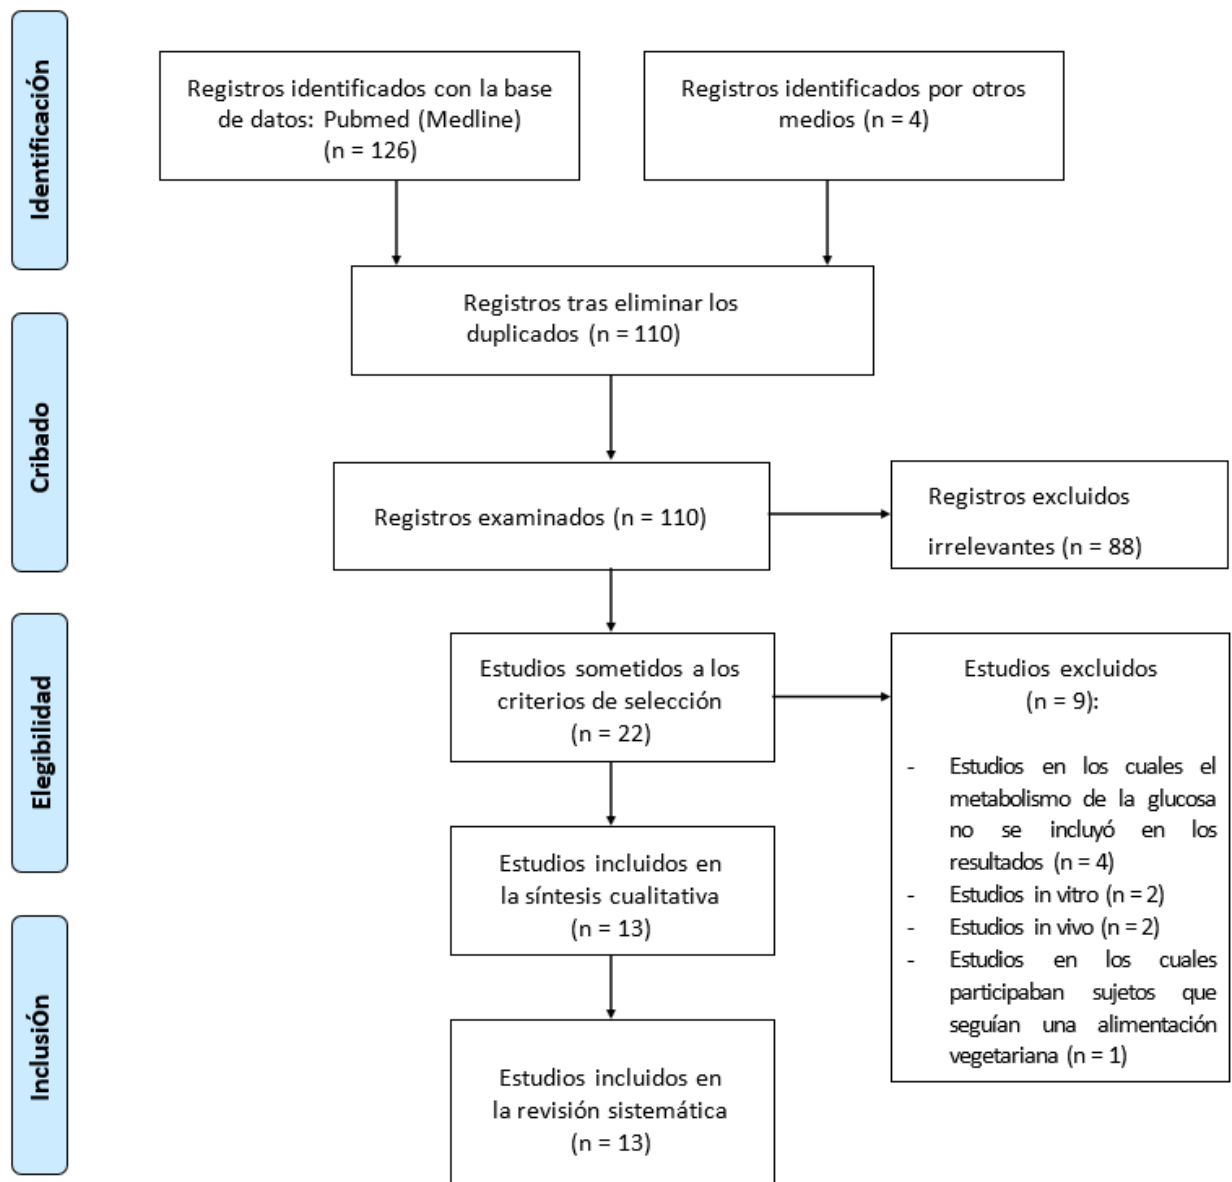 Identificación
Registros identificados con la base
de datos: Pubmed (Medline)
(n = 126)
Registros identificados por otros
medios (n = 4)
Registros tras eliminar los
duplicados (n = 110)
Cribado
Registros examinados (n = 110)
Registros excluidos
irrelevantes (n = 88)
Elegibilidad
Estudios sometidos a los
criterios de selección
(n = 22)
Estudios excluidos
(n = 9):
- Estudios en los cuales el
metabolismo de la glucosa
no se incluyó en los
resultados (n = 4)
- Estudios in vitro (n = 2)
- Estudios in vivo (n = 2)
- Estudios en los cuales
participaban sujetos que
seguían una alimentación
vegetariana (n = 1)
Estudios incluidos en
la síntesis cualitativa
(n = 13)
Inclusión
Estudios incluidos en
la revisión sistemática
(n = 13)